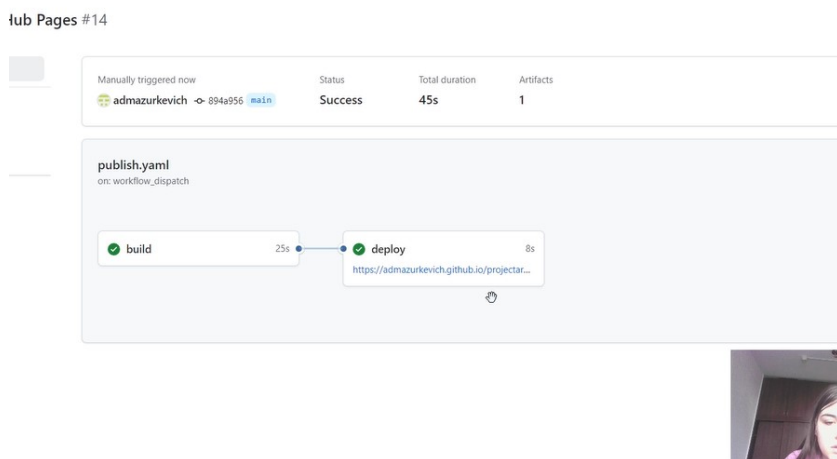 Hub Pages #14
Manually triggered now
Status
Total duration
Artifacts
admazurkevich 894a956 main
Success
45s
1
publish.yaml
on: workflow_dispatch
build 25s
deploy 8s
https://admazurkevich.github.io/projectar...